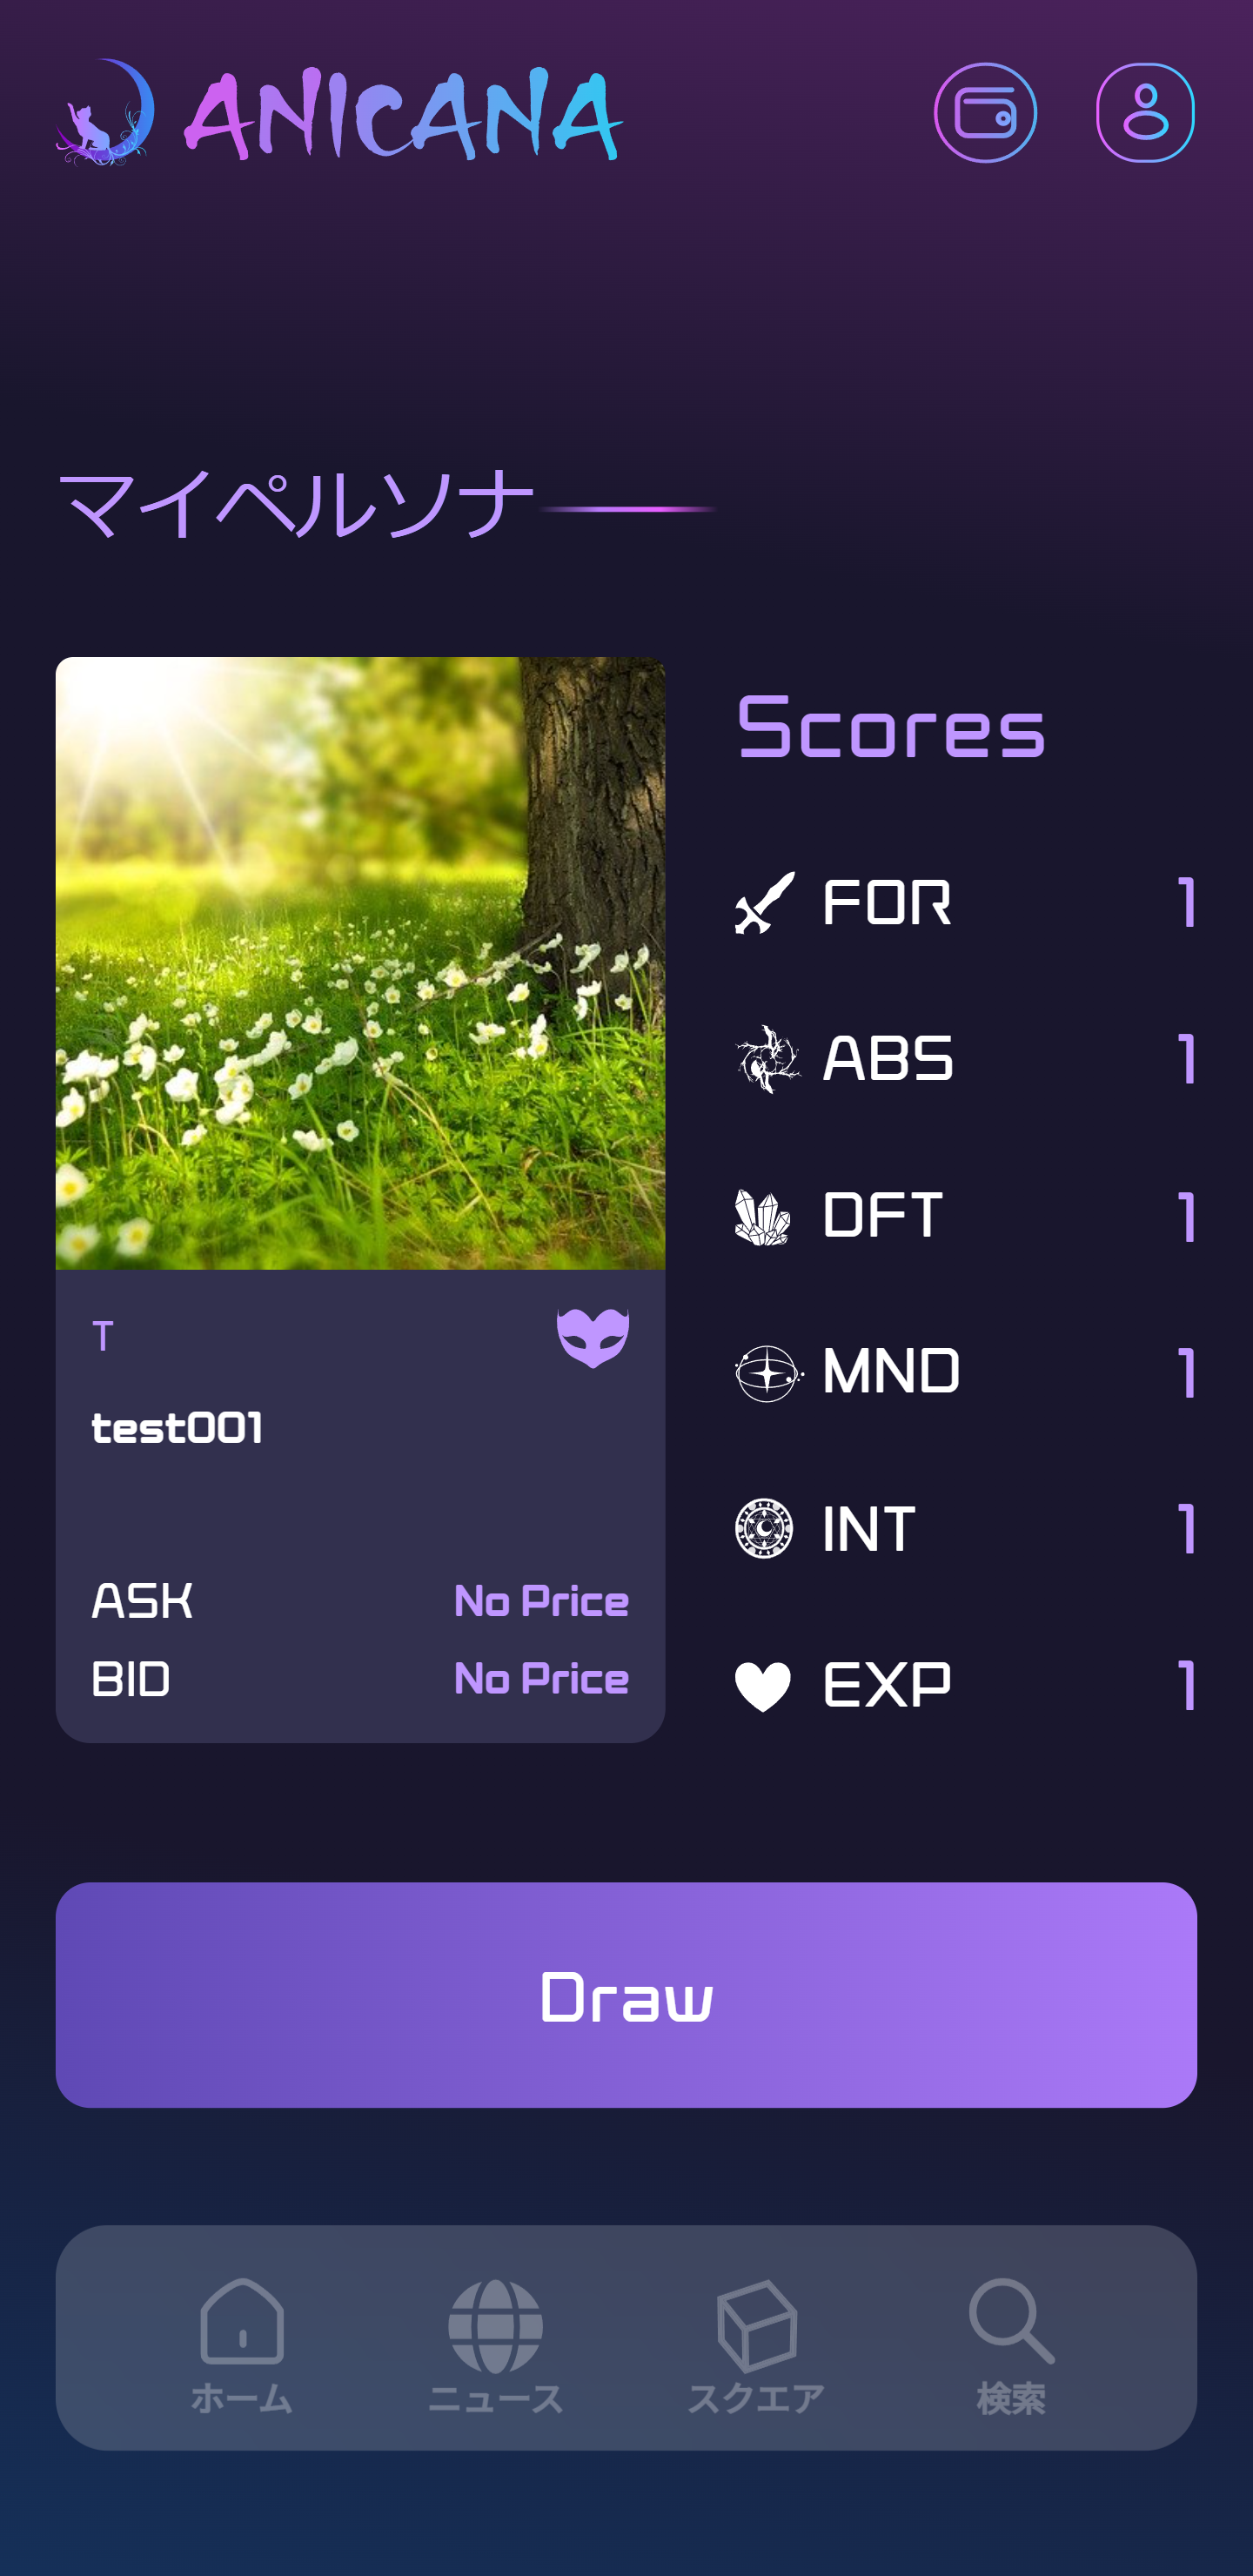 ANICANA
マイペルソナ
Scores
FOR 1
ABS 1
DFT 1
MND 1
INT 1
EXP 1
T
test001
ASK No Price
BID No Price
Draw
ホーム ニュース スクエア 検索